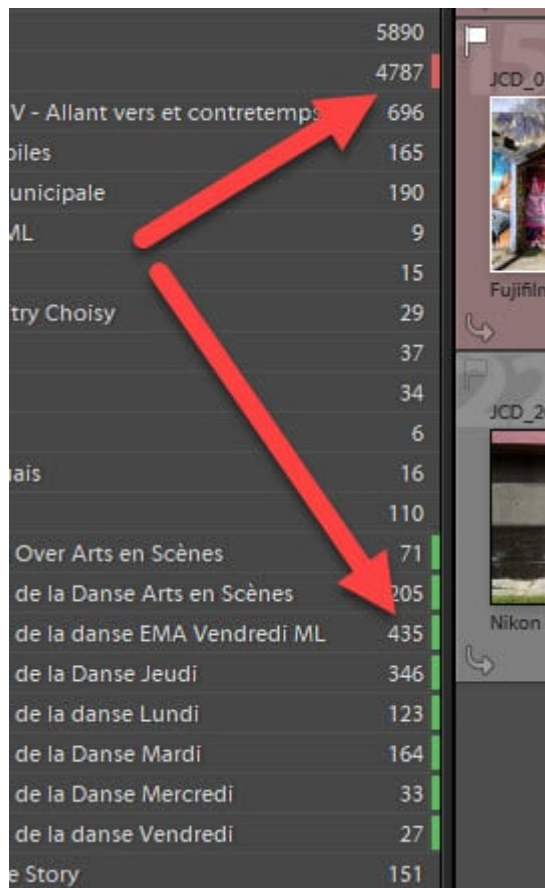 5890
4787
V - Allant vers et contretemps 696
biles 165
unicipale 190
ML 9
15
try Choisy 29
37
34
6
uais 16
110
Over Arts en Scènes 71
de la Danse Arts en Scènes 205
de la danse EMA Vendredi ML 435
de la Danse Jeudi 346
de la danse Lundi 123
de la Danse Mardi 164
de la Danse Mercredi 33
de la danse Vendredi 27
e Story 151
15
JCD_0
Fujifiln
22
JCD_2
Nikon